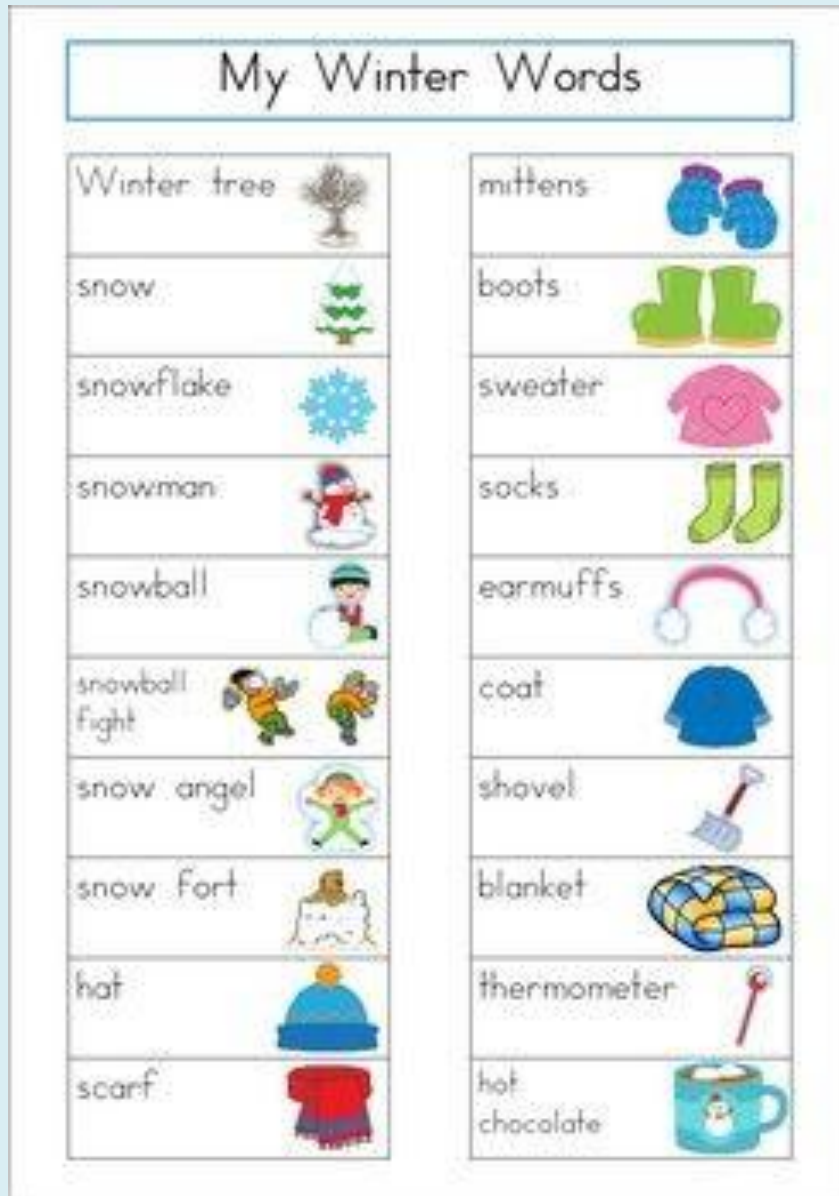 My Winter Words
Winter tree
snow
snowflake
snowman
snowball
snowball
fight
snow angel
snow fort
hat
scarf
mittens
boots
sweater
socks
earmuffs
coat
shovel
blanket
thermometer
hot
chocolate